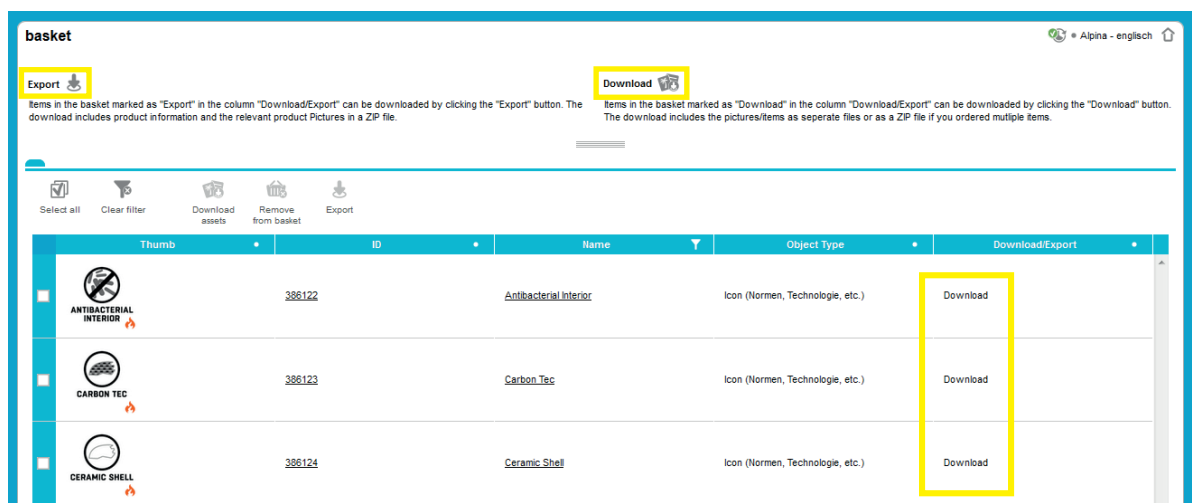 basket
Alpina - englisch
Export
Items in the basket marked as "Export" in the column "Download/Export" can be downloaded by clicking the "Export" button. The
download includes product information and the relevant product Pictures in a ZIP file.
Download
Items in the basket marked as "Download" in the column "Download/Export" can be downloaded by clicking the "Download" button.
The download includes the pictures/items as seperate files or as a ZIP file if you ordered mutliple items.
Select all
Clear filter
Download
assets
Remove
from basket
Export
Thumb
ID
Name
Object Type
Download/Export
ANTIBACTERIAL
INTERIOR
386122
Antibacterial Interior
Icon (Normen, Technologie, etc.)
Download
CARBON TEC
386123
Carbon Tec
Icon (Normen, Technologie, etc.)
Download
CERAMIC SHELL
386124
Ceramic Shell
Icon (Normen, Technologie, etc.)
Download